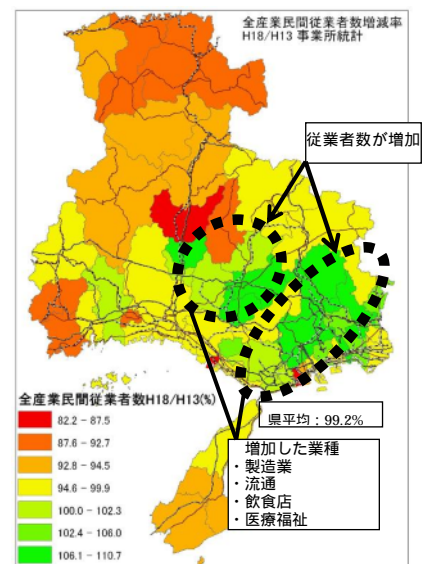 全産業民間従業者数増減率
H18/H13 事業所統計
従業者数が増加
全産業民間従業者数H18/H13(%)
82.2 - 87.5
87.6 - 92.7
92.8 - 94.5
94.6 - 99.9
100.0 - 102.3
102.4 - 106.0
106.1 - 110.7
県平均：99.2%
増加した業種
・製造業
・流通
・飲食店
・医療福祉